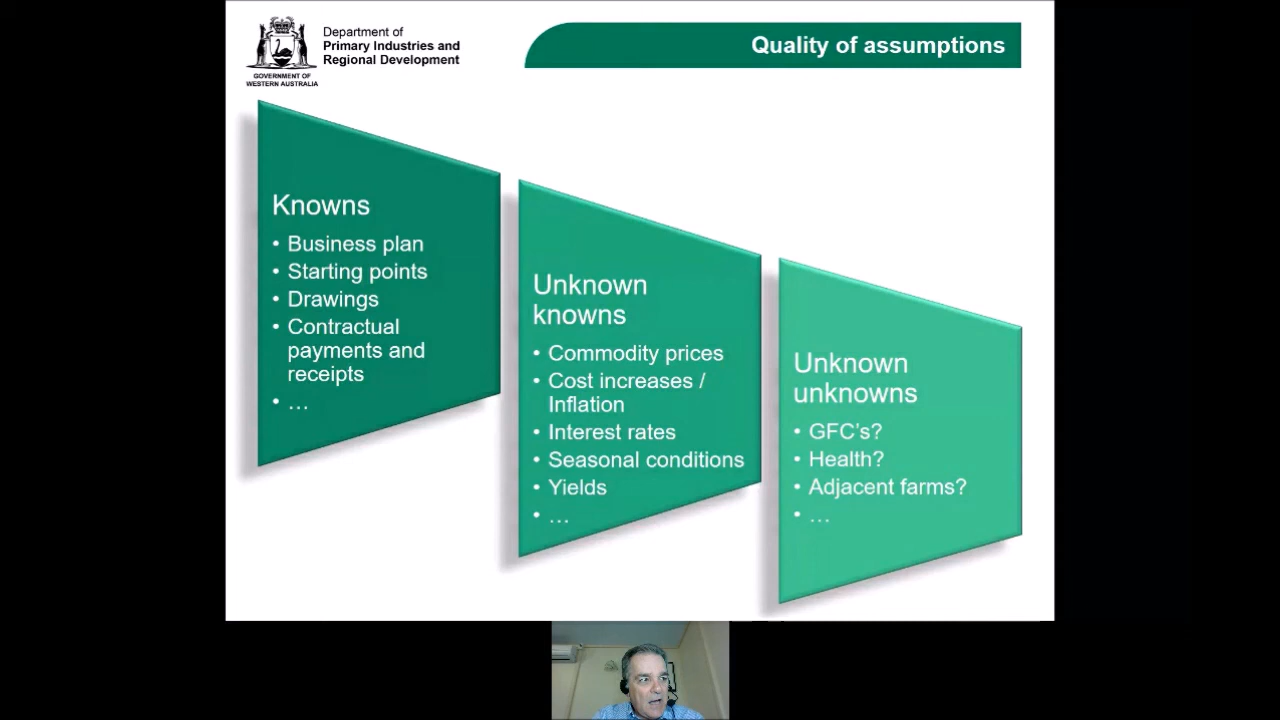 Department of
Primary Industries and
Regional Development
GOVERNMENT OF
WESTERN AUSTRALIA
Quality of assumptions
Knowns
• Business plan
• Starting points
• Drawings
• Contractual
payments and
receipts
• …
Unknown
knowns
• Commodity prices
• Cost increases /
Inflation
• Interest rates
• Seasonal conditions
• Yields
• …
Unknown
unknowns
• GFC's?
• Health?
• Adjacent farms?
• …